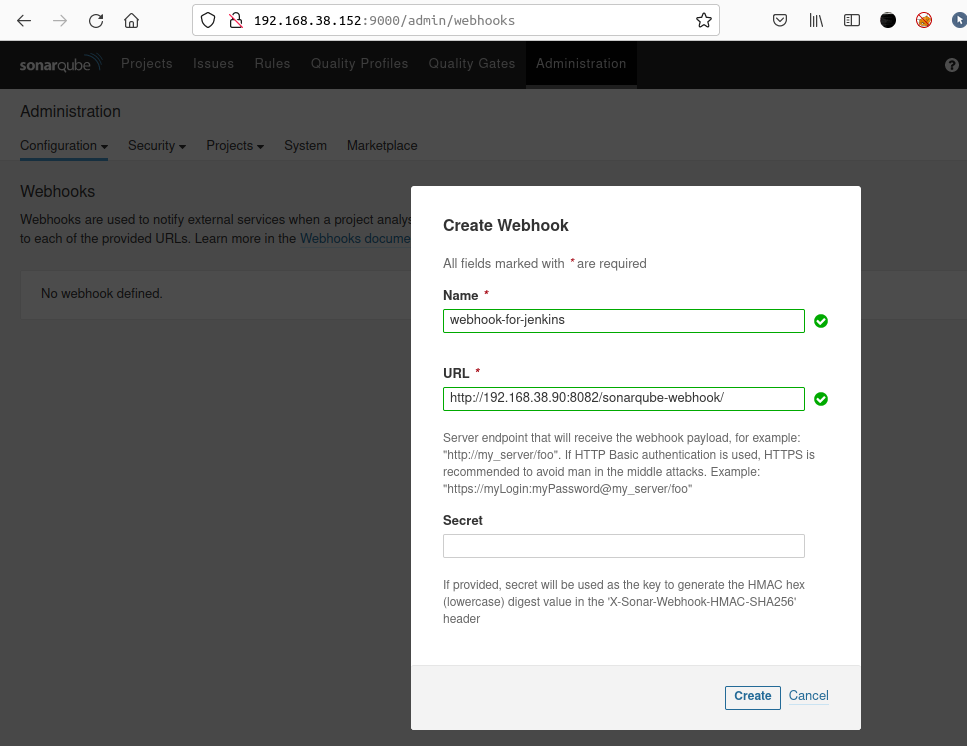 192.168.38.152:9000/admin/webhooks
sonarqube Projects Issues Rules Quality Profiles Quality Gates Administration ?
Administration
Configuration Security Projects System Marketplace
Webhooks
Webhooks are used to notify external services when a project analys
to each of the provided URLs. Learn more in the Webhooks docume
No webhook defined.
Create Webhook
All fields marked with * are required
Name *
webhook-for-jenkins
URL *
http://192.168.38.90:8082/sonarqube-webhook/
Server endpoint that will receive the webhook payload, for example:
"http://my_server/foo". If HTTP Basic authentication is used, HTTPS is
recommended to avoid man in the middle attacks. Example:
"https://myLogin:myPassword@my_server/foo"
Secret
If provided, secret will be used as the key to generate the HMAC hex
(lowercase) digest value in the 'X-Sonar-Webhook-HMAC-SHA256'
header
Create Cancel